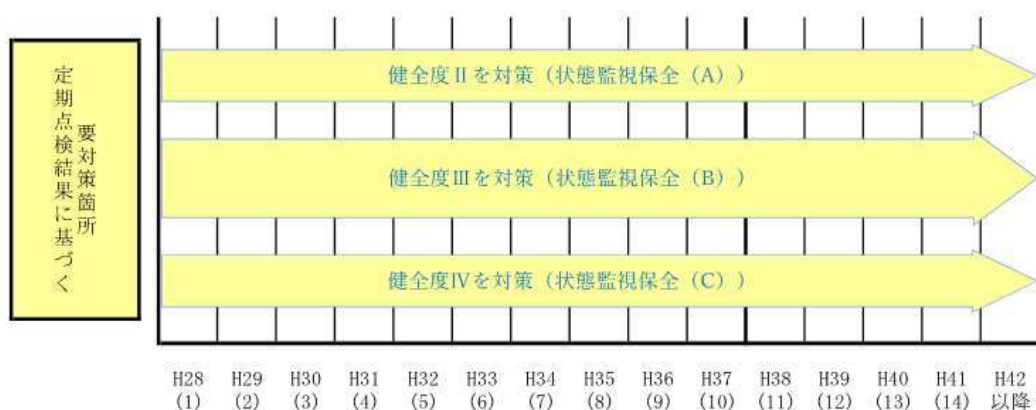 定期点検結果に基づく
要対策箇所
健全度Ⅱを対策（状態監視保全（A））
健全度Ⅲを対策（状態監視保全（B））
健全度Ⅳを対策（状態監視保全（C））
H28 H29 H30 H31 H32 H33 H34 H35 H36 H37 H38 H39 H40 H41 H42
(1) (2) (3) (4) (5) (6) (7) (8) (9) (10) (11) (12) (13) (14) 以降